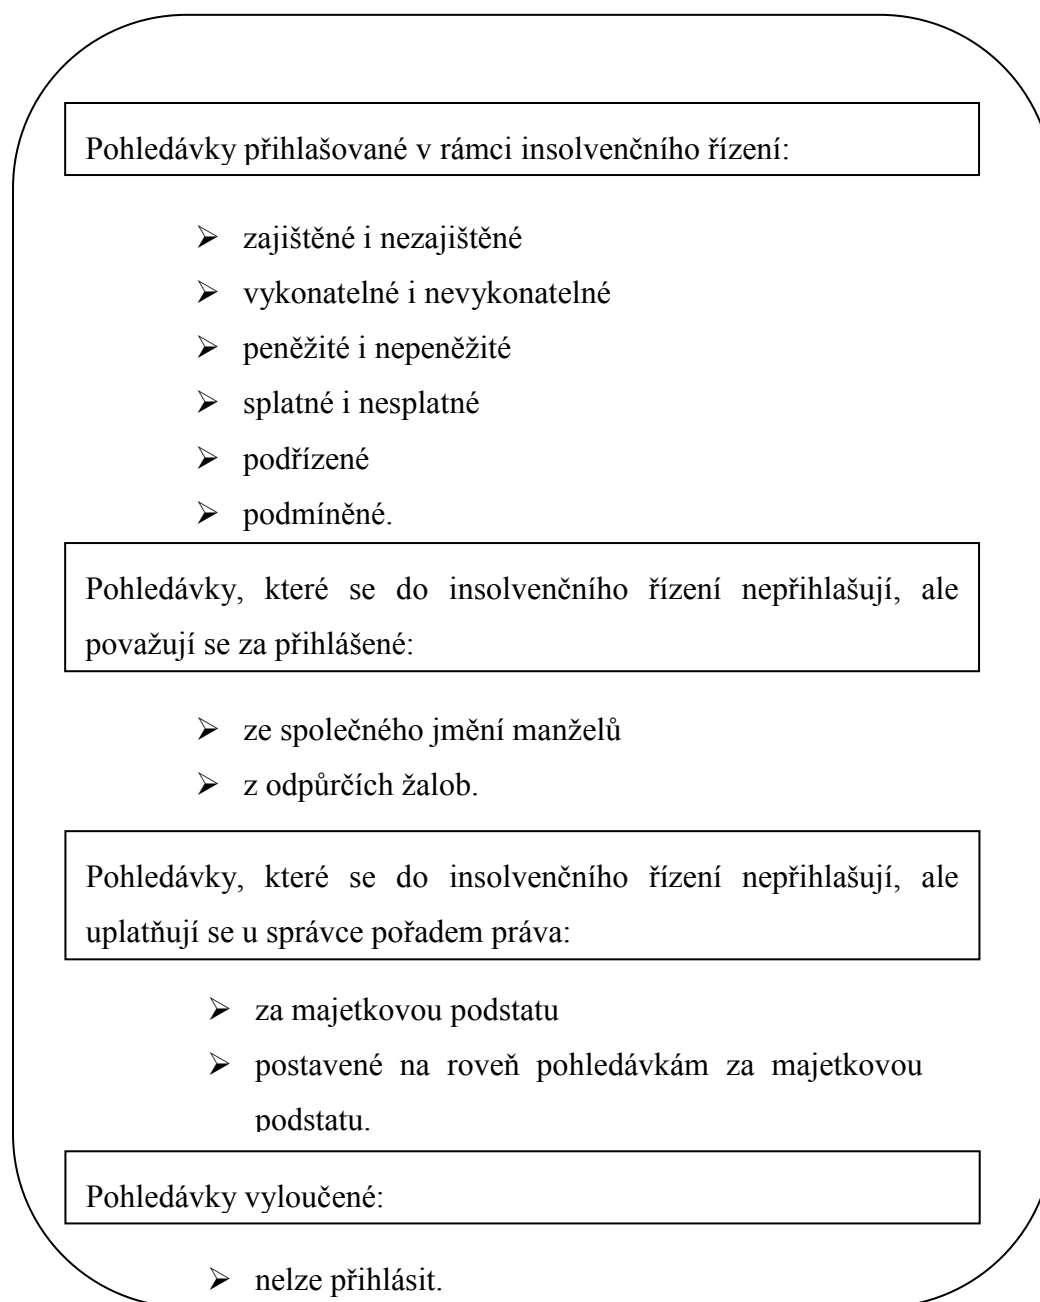 Pohledávky přihlašované v rámci insolvenčního řízení:
➢ zajištěné i nezajištěné
➢ vykonatelné i nevykonatelné
➢ peněžité i nepeněžité
➢ splatné i nesplatné
➢ podřízené
➢ podmíněné.
Pohledávky, které se do insolvenčního řízení nepřihlašují, ale
považují se za přihlášené:
➢ ze společného jmění manželů
➢ z odpůrčích žalob.
Pohledávky, které se do insolvenčního řízení nepřihlašují, ale
uplatňují se u správce pořadem práva:
➢ za majetkovou podstatu
➢ postavené na roveň pohledávkám za majetkovou
podstatu.
Pohledávky vyloučené:
➢ nelze přihlásit.